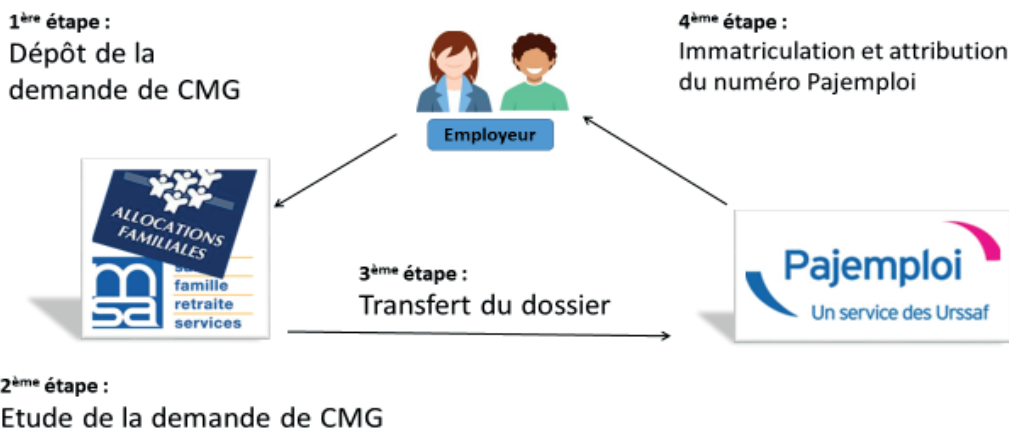 1ère étape :
Dépôt de la
demande de CMG
4ème étape :
Immatriculation et attribution
du numéro Pajemploi
Employeur
ALLOCATIONS
FAMILIALES
msa
famille
retraite
services
3ème étape :
Transfert du dossier
Pajemploi
Un service des Urssaf
2ème étape :
Etude de la demande de CMG